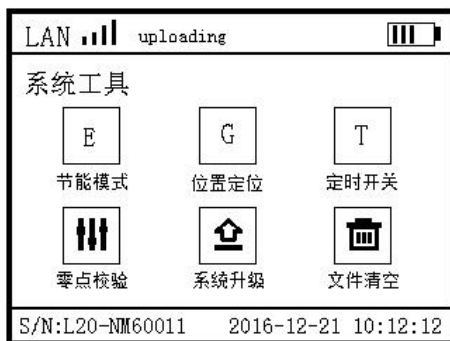 LAN uploading
系统工具
E G T
节能模式 位置定位 定时开关
零点校验 系统升级 文件清空
S/N:L20-NM60011 2016-12-21 10:12:12